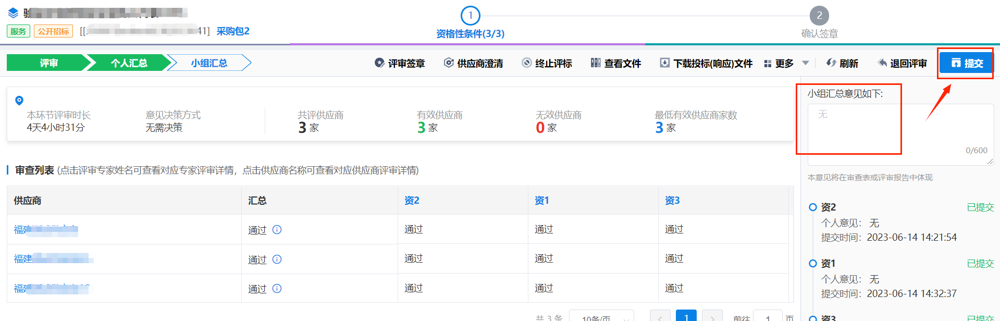 1
2
服务 公开招标 41] 采购包2
资格性条件(3/3)
确认签章
评审 个人汇总 小组汇总
评审签章 供应商澄清 终止评标 查看文件 下载投标(响应)文件 更多 刷新 退回评审 提交
本环节评审时长 意见决策方式 共评供应商 有效供应商 无效供应商 最低有效供应商家数
4天4小时31分 无需决策 3 家 3 家 0 家 3 家
审查列表 (点击评审专家姓名可查看对应专家评审详情，点击供应商名称可查看对应供应商评审详情)
供应商 汇总 资2 资1 资3
福建 通过 通过 通过 通过
福建 通过 通过 通过 通过
福建 通过 通过 通过 通过
共 3 条 10条/页 1 前往 1 页
小组汇总意见如下:
无
0/600
本意见将在审查表或评审报告中体现
资2 已提交
个人意见： 无
提交时间： 2023-06-14 14:21:54
资1 已提交
个人意见： 无
提交时间： 2023-06-14 14:32:37
资3 已提交